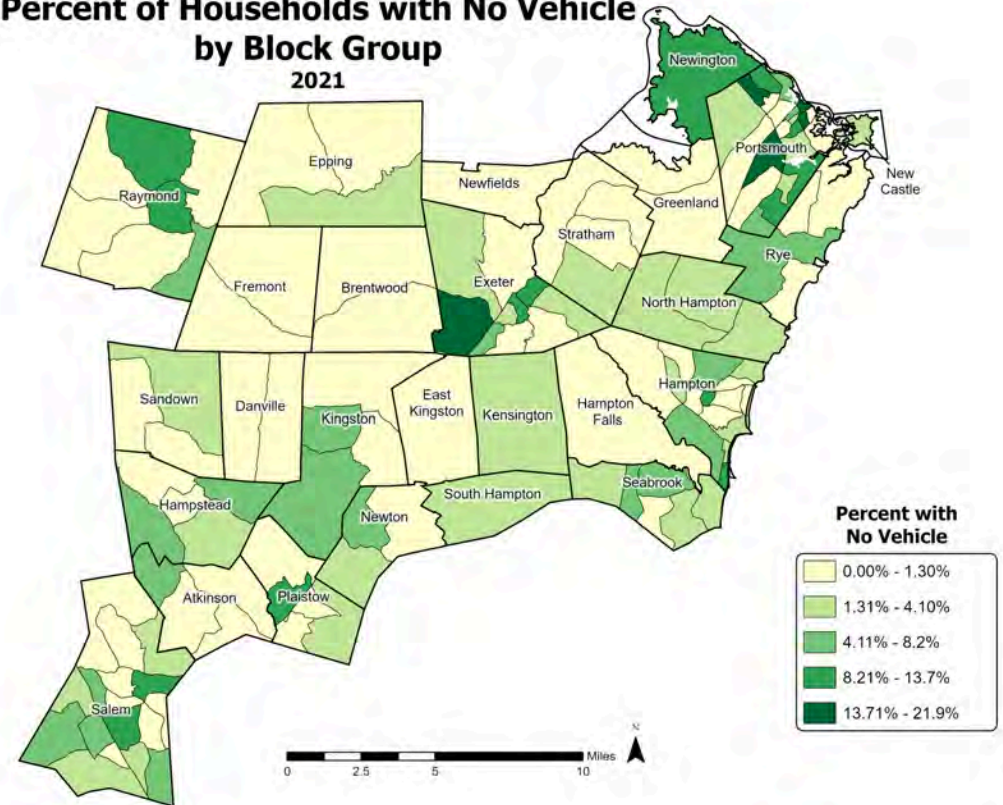 Percent of Households with No Vehicle
by Block Group
2021
Newington
Portsmouth
New
Castle
Epping
Raymond
Newfields
Greenland
Stratham
Rye
Exeter
Fremont
Brentwood
North Hampton
Sandown
Danville
Kingston
East
Kingston
Kensington
Hampton
Falls
Hampton
Seabrook
South Hampton
Hampstead
Newton
Atkinson
Plaistow
Salem
Percent with
No Vehicle
0.00% - 1.30%
1.31% - 4.10%
4.11% - 8.2%
8.21% - 13.7%
13.71% - 21.9%
N
Miles
0 2.5 5 10